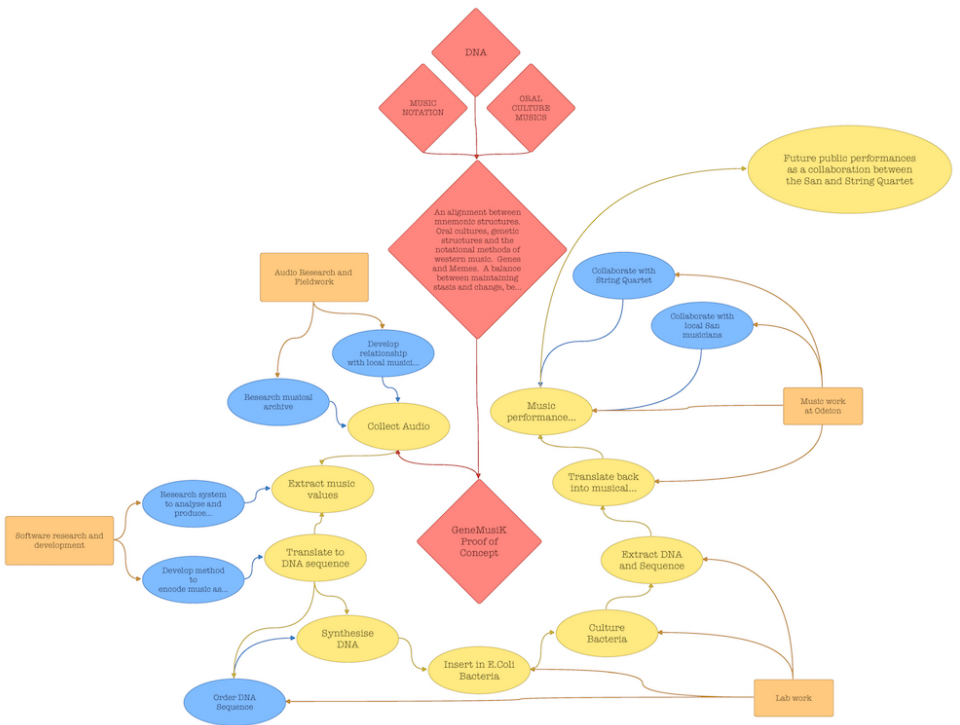 DNA
MUSIC
NOTATION
ORAL
CULTURE
MUSICS
Future public performances
as a collaboration between
the San and String Quartet
An alignment between
mnemonic structures.
Oral cultures, genetic
structures and the
notational methods of
western music. Genes
and Memes. A balance
between maintaining
stasis and change, be...
Audio Research and
Fieldwork
Collaborate with
String Quartet
Collaborate with
local San
musicians
Develop
relationship
with local musici...
Research musical
archive
Collect Audio
Music
performance...
Music work
at Odeion
Extract music
values
Translate back
into musical...
Research system
to analyse and
produce...
Software research and
development
GeneMusiK
Proof of
Concept
Translate to
DNA sequence
Extract DNA
and Sequence
Develop method
to
encode music as...
Synthesise
DNA
Culture
Bacteria
Insert in E.Coli
Bacteria
Order DNA
Sequence
Lab work